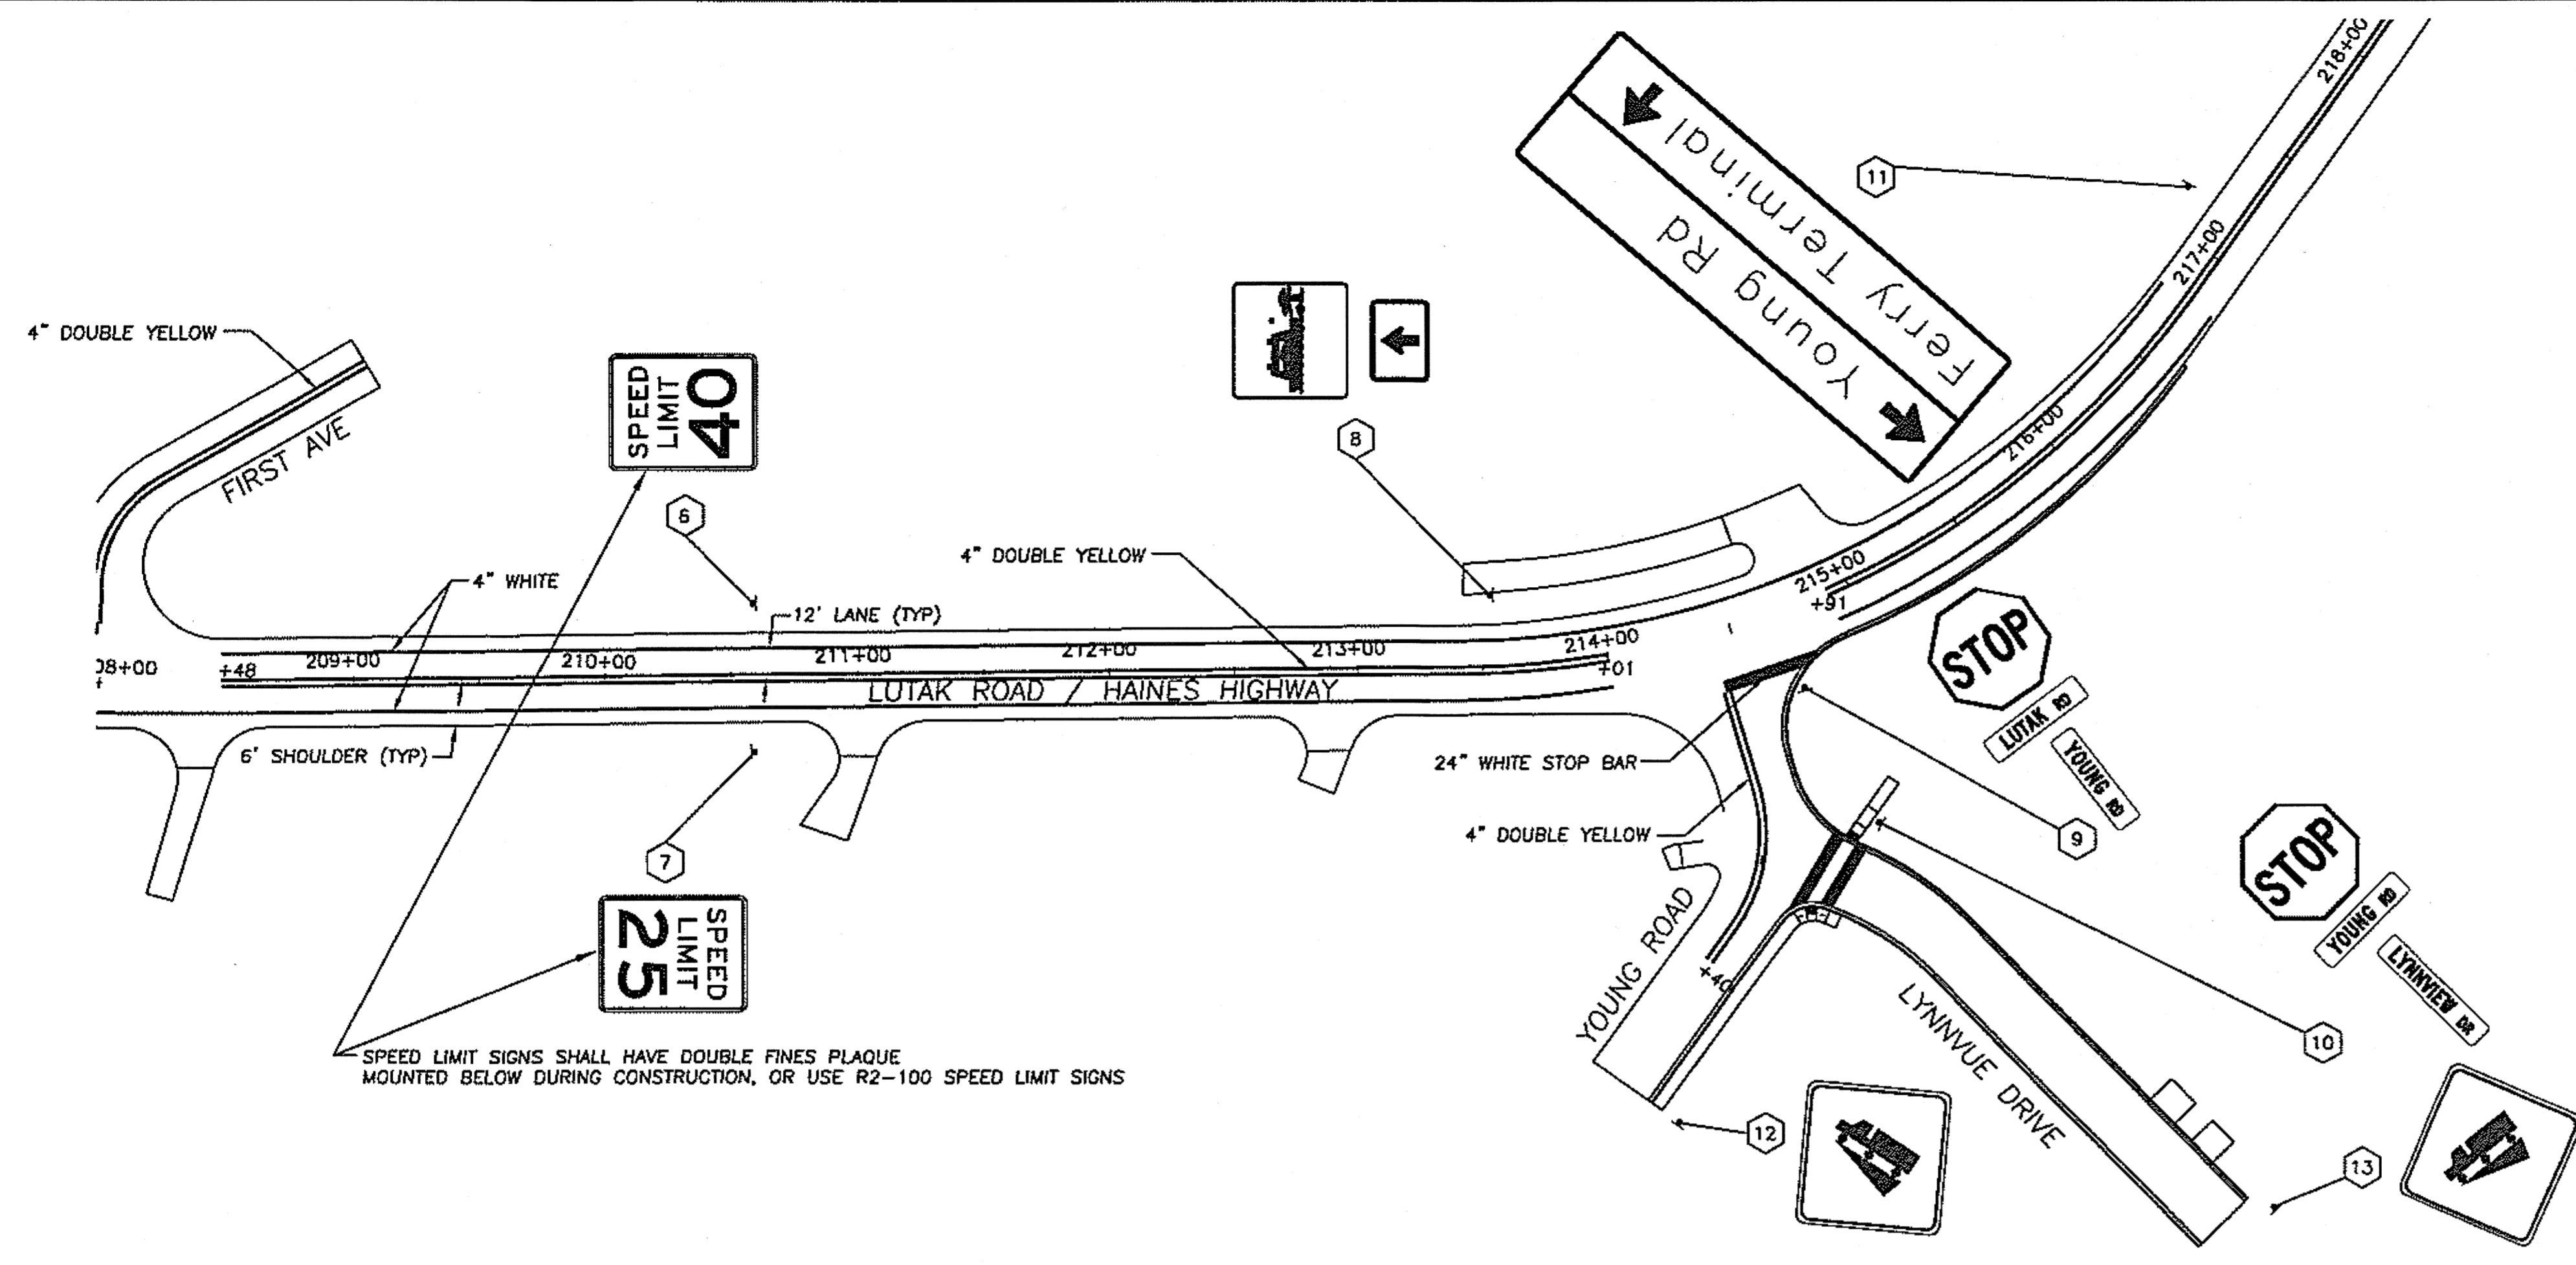 218+00
Ferry Terminal
Young Rd
11
217+00
4" DOUBLE YELLOW
FIRST AVE
SPEED
LIMIT
40
6
8
216+00
4" DOUBLE YELLOW
4" WHITE
12' LANE (TYP)
215+00
+91
STOP
LUTAK RD
YOUNG RD
08+00
+48
209+00
210+00
211+00
212+00
213+00
214+00
+01
LUTAK ROAD / HAINES HIGHWAY
6' SHOULDER (TYP)
24" WHITE STOP BAR
4" DOUBLE YELLOW
9
7
SPEED
LIMIT
25
STOP
YOUNG RD
LYNNVIEW DR
YOUNG ROAD
+40
LYNNVUE DRIVE
10
SPEED LIMIT SIGNS SHALL HAVE DOUBLE FINES PLAQUE
MOUNTED BELOW DURING CONSTRUCTION, OR USE R2-100 SPEED LIMIT SIGNS
12
13